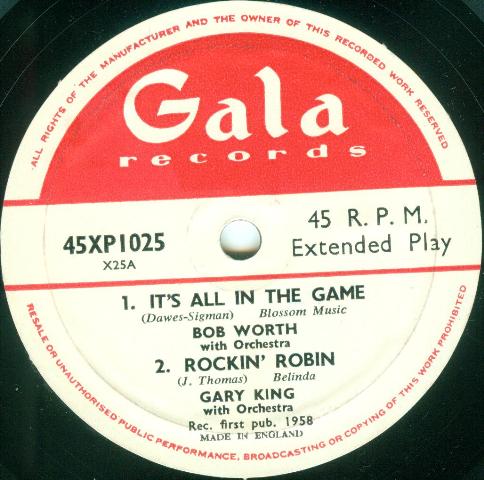 ALL RIGHTS OF THE MANUFACTURER AND THE OWNER OF THIS RECORDED WORK RESERVED
Gala
records
45XP1025
X25A
45 R.P.M.
Extended Play
1. IT'S ALL IN THE GAME
(Dawes-Sigman) Blossom Music
BOB WORTH
with Orchestra
2. ROCKIN' ROBIN
(J. Thomas) Belinda
GARY KING
with Orchestra
Rec. first pub. 1958
MADE IN ENGLAND
RESALE OR UNAUTHORISED PUBLIC PERFORMANCE, BROADCASTING OR COPYING OF THIS WORK PROHIBITED